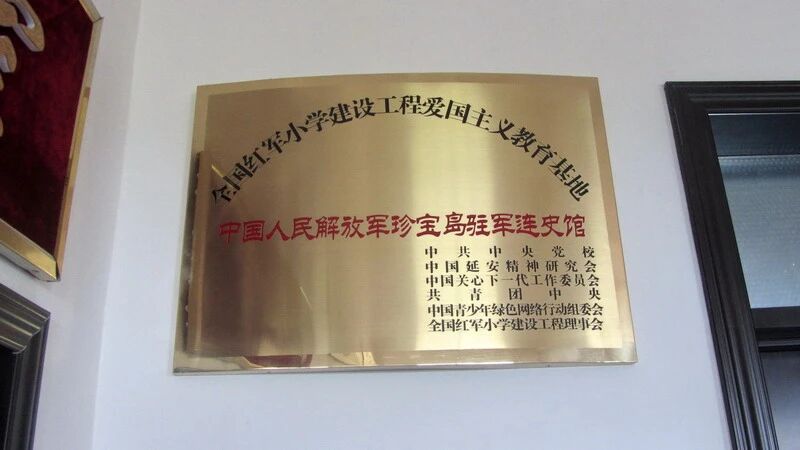 全国红军小学建设工程爱国主义教育基地
中国人民解放军珍宝岛驻军连史馆
中共中央党校
中国延安精神研究会
中国关心下一代工作委员会
共青团中央
中国青少年绿色网络行动组委会
全国红军小学建设工程理事会